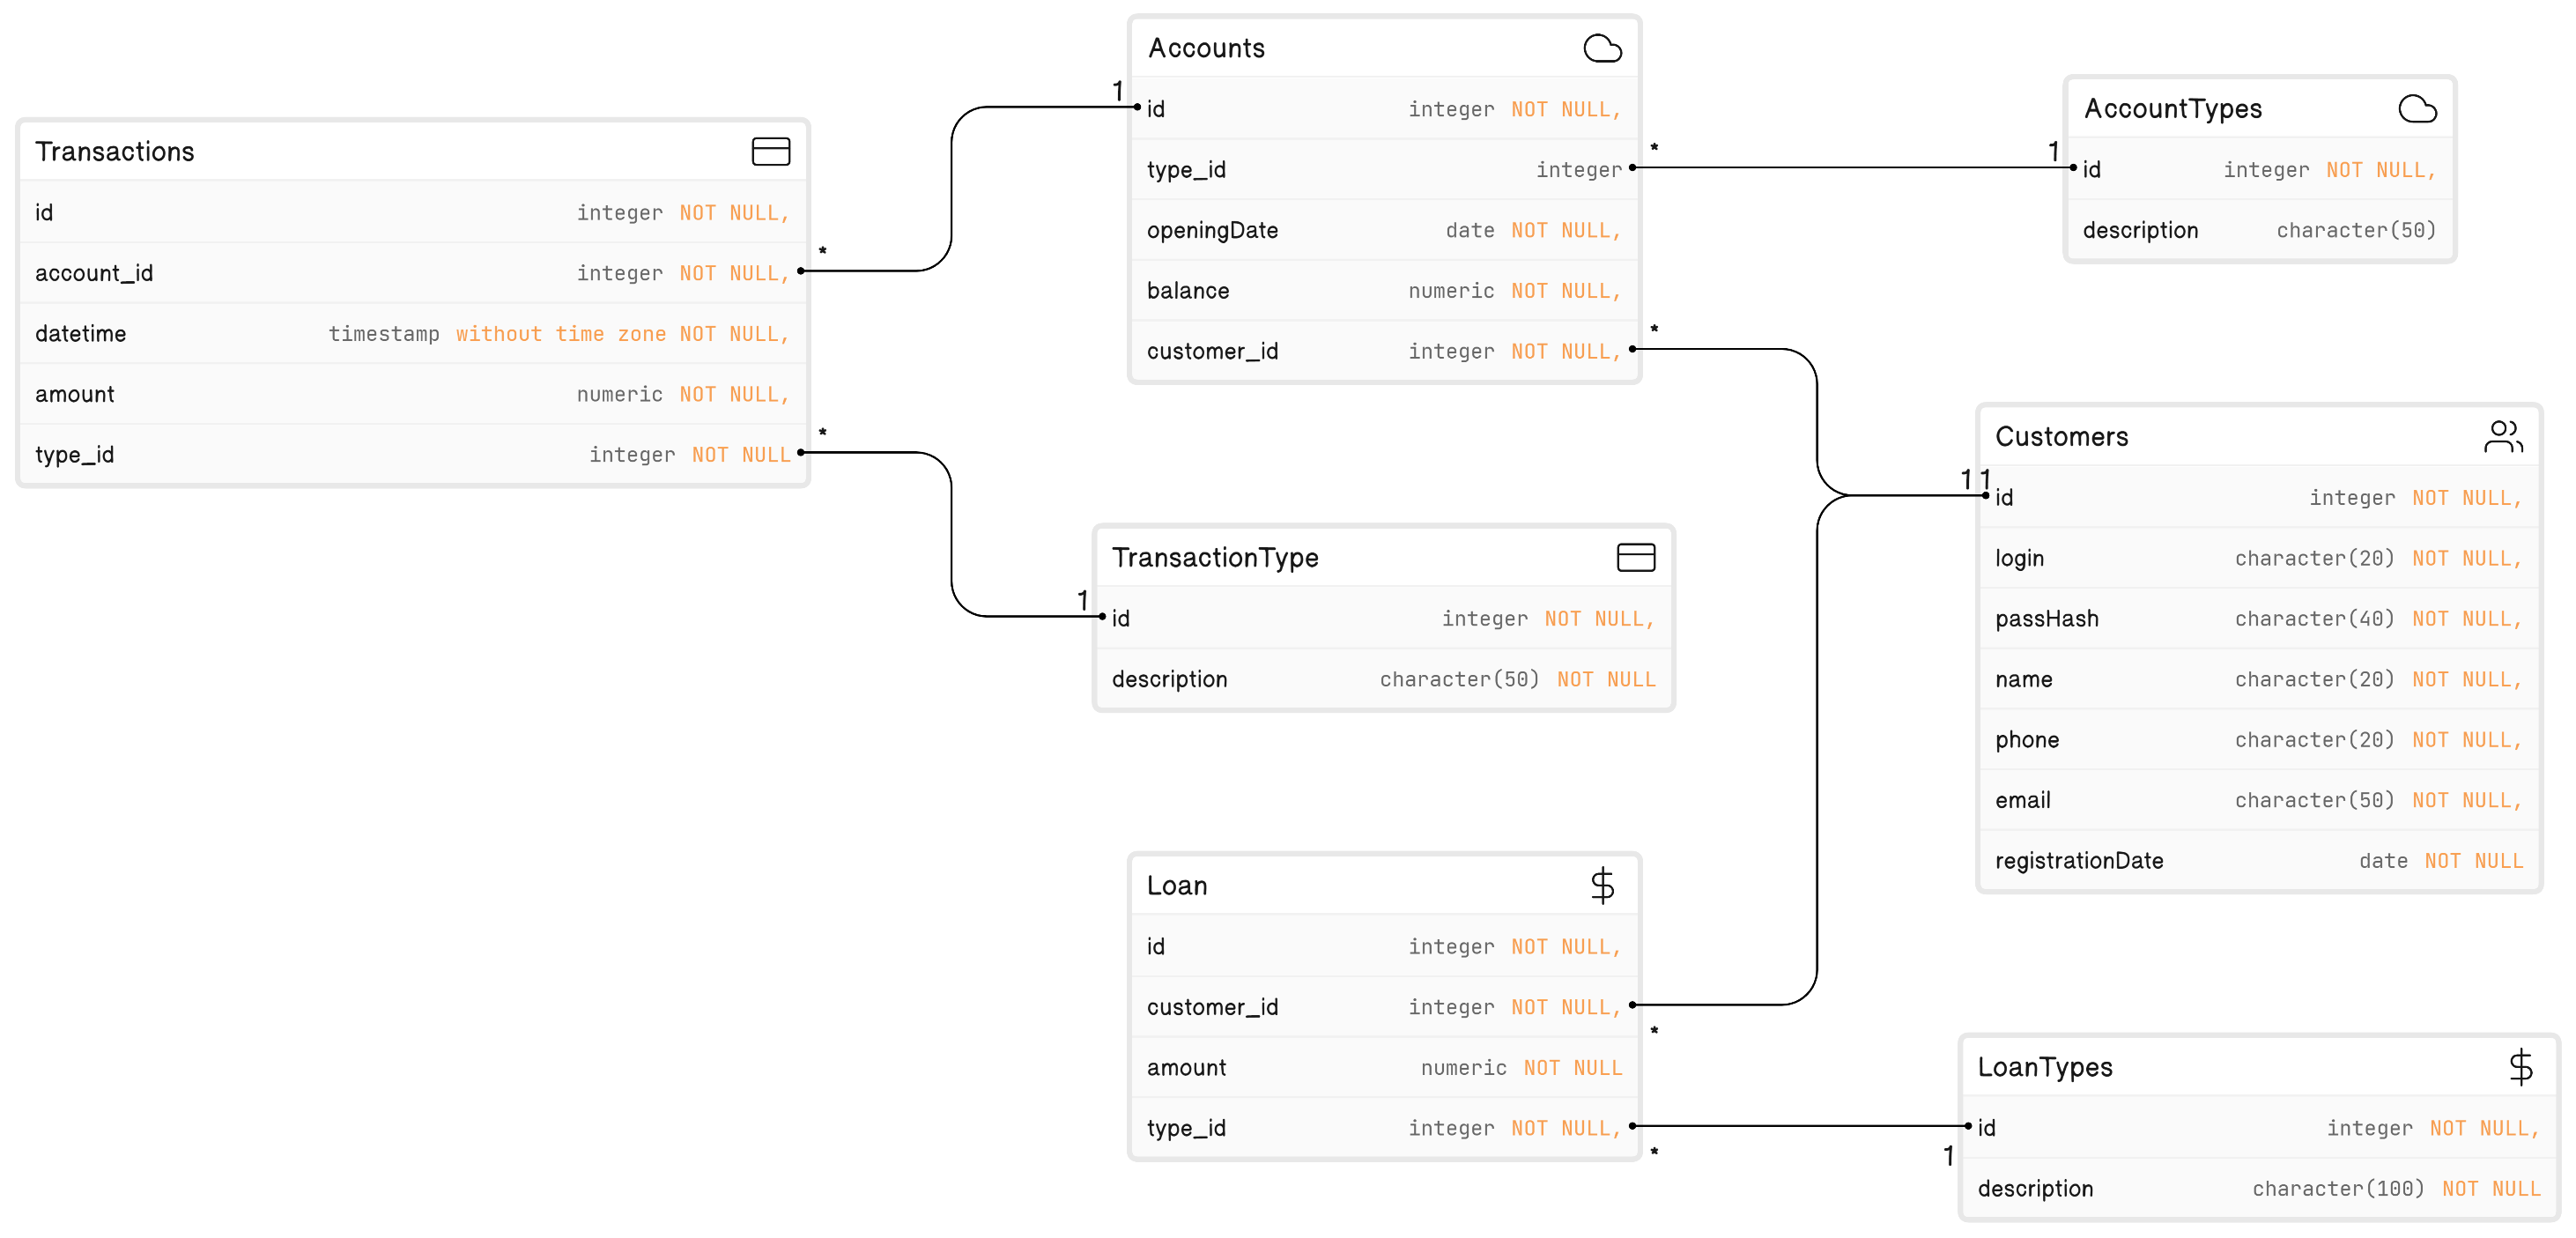 Transactions
id integer NOT NULL,
account_id integer NOT NULL,
datetime timestamp without time zone NOT NULL,
amount numeric NOT NULL,
type_id integer NOT NULL
*
*
1
Accounts
id integer NOT NULL,
type_id integer
openingDate date NOT NULL,
balance numeric NOT NULL,
customer_id integer NOT NULL,
*
*
1
AccountTypes
id integer NOT NULL,
description character(50)
1
TransactionType
id integer NOT NULL,
description character(50) NOT NULL
11
Customers
id integer NOT NULL,
login character(20) NOT NULL,
passHash character(40) NOT NULL,
name character(20) NOT NULL,
phone character(20) NOT NULL,
email character(50) NOT NULL,
registrationDate date NOT NULL
Loan
id integer NOT NULL,
customer_id integer NOT NULL,
amount numeric NOT NULL
type_id integer NOT NULL,
*
*
1
LoanTypes
id integer NOT NULL,
description character(100) NOT NULL